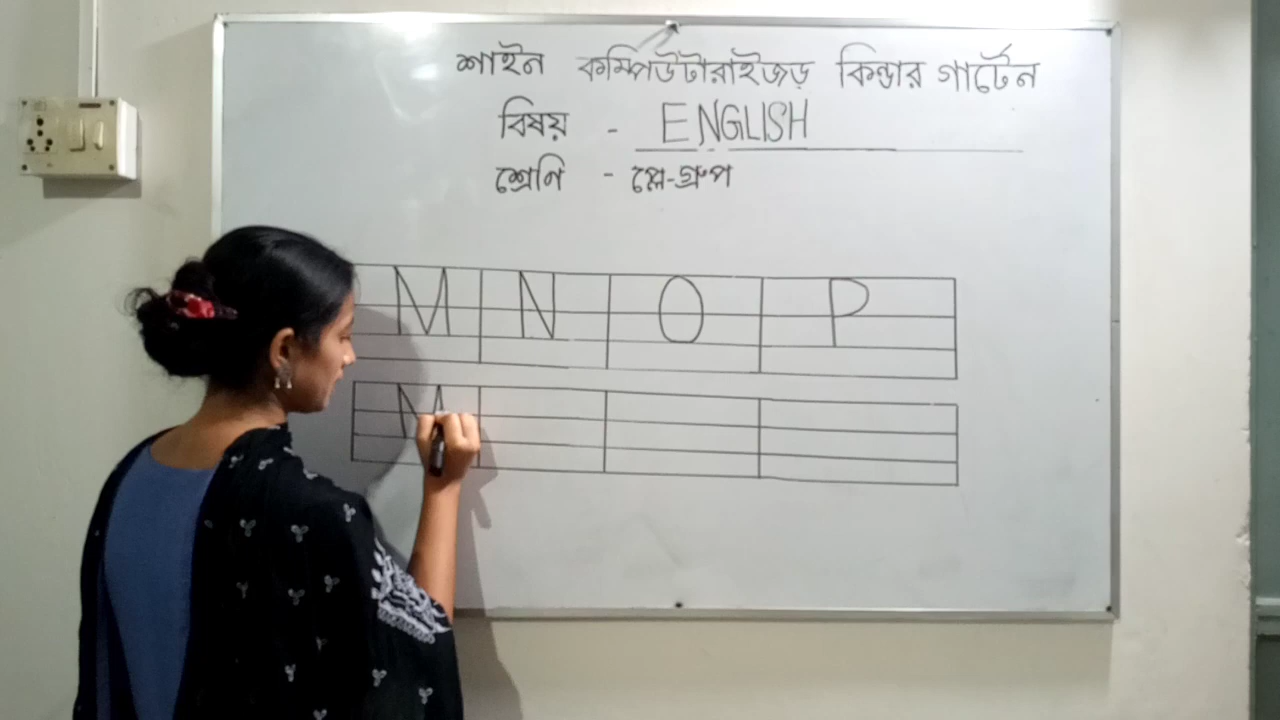 শাইন কম্পিউটারাইজড় কিন্ডার গার্টেন
বিষয় - ENGLISH
শ্রেণি - প্লে-গ্রুপ
M N O P
M